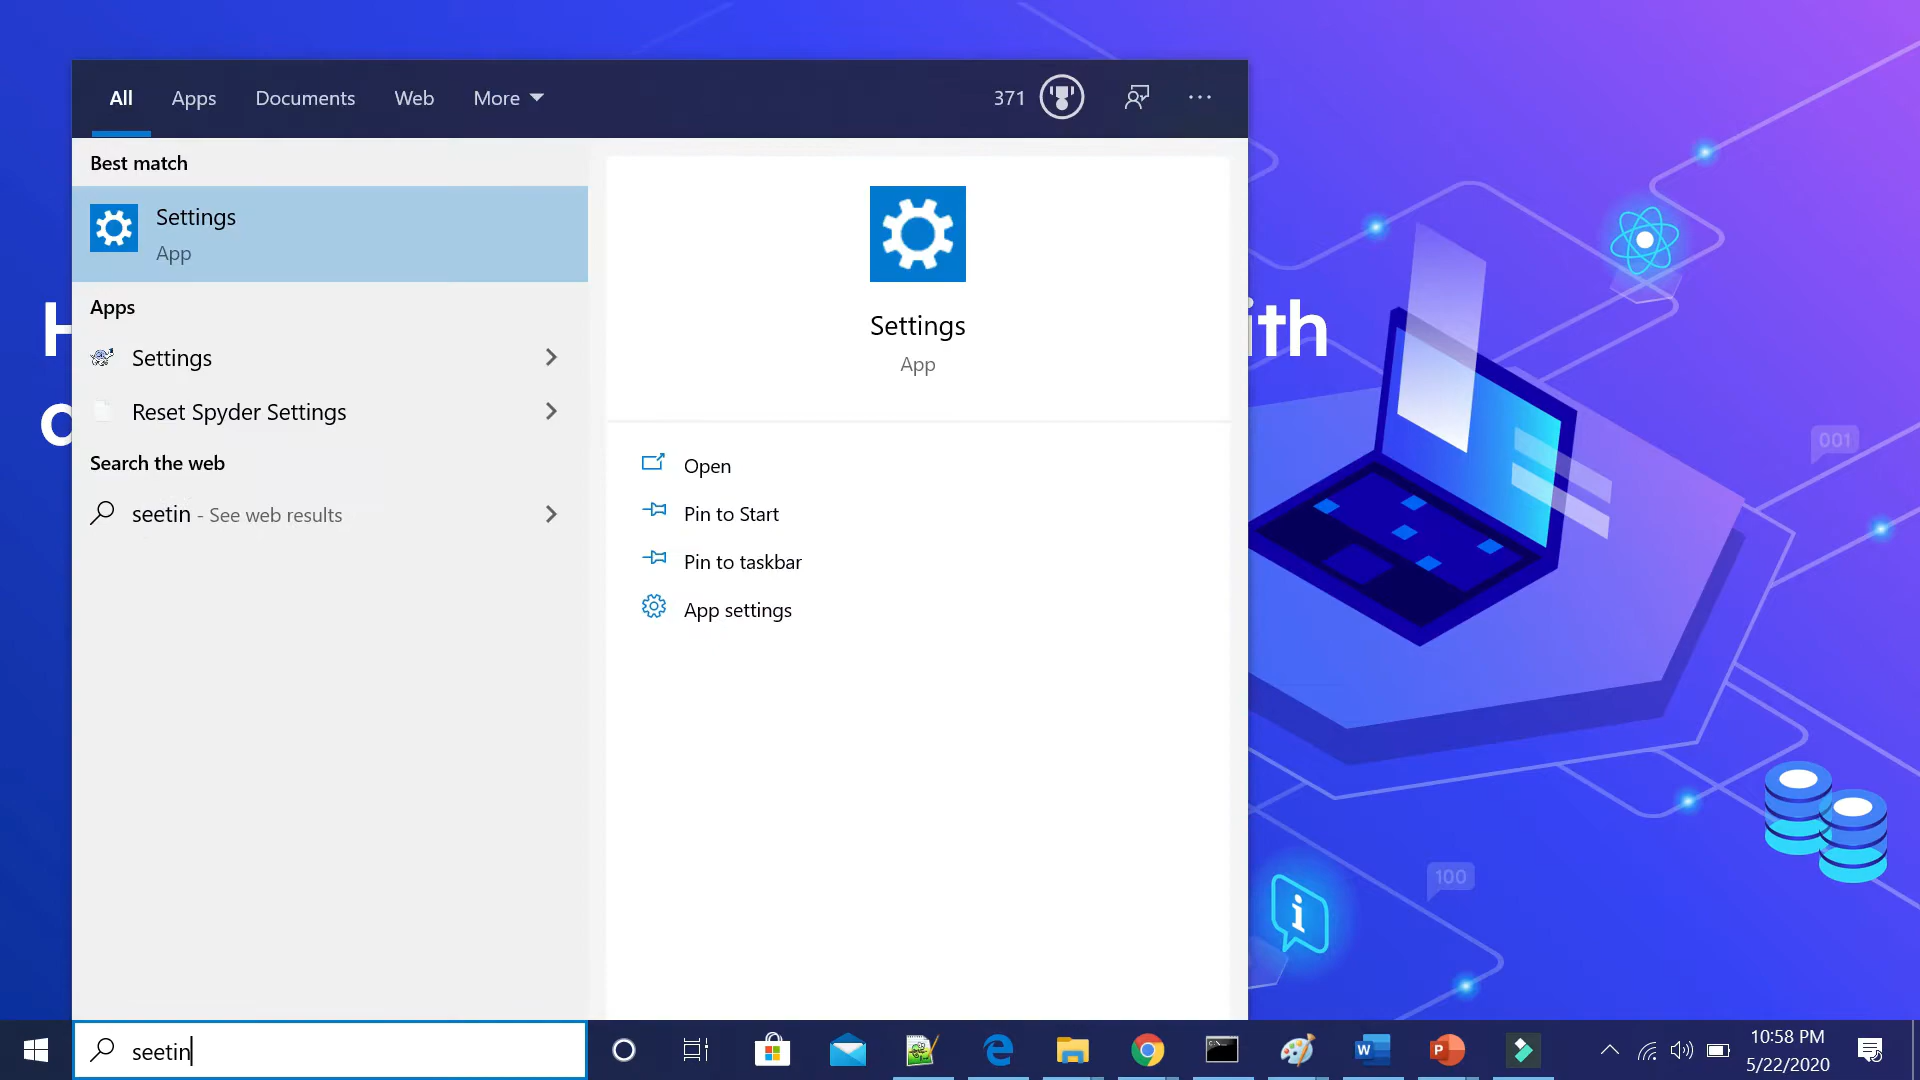 All Apps Documents Web More 371
Best match
Settings
App
Apps
Settings
Reset Spyder Settings
Search the web
seetin - See web results
Settings
App
Open
Pin to Start
Pin to taskbar
App settings
H
ith
001
100
i
seetin
W
P
10:58 PM
5/22/2020